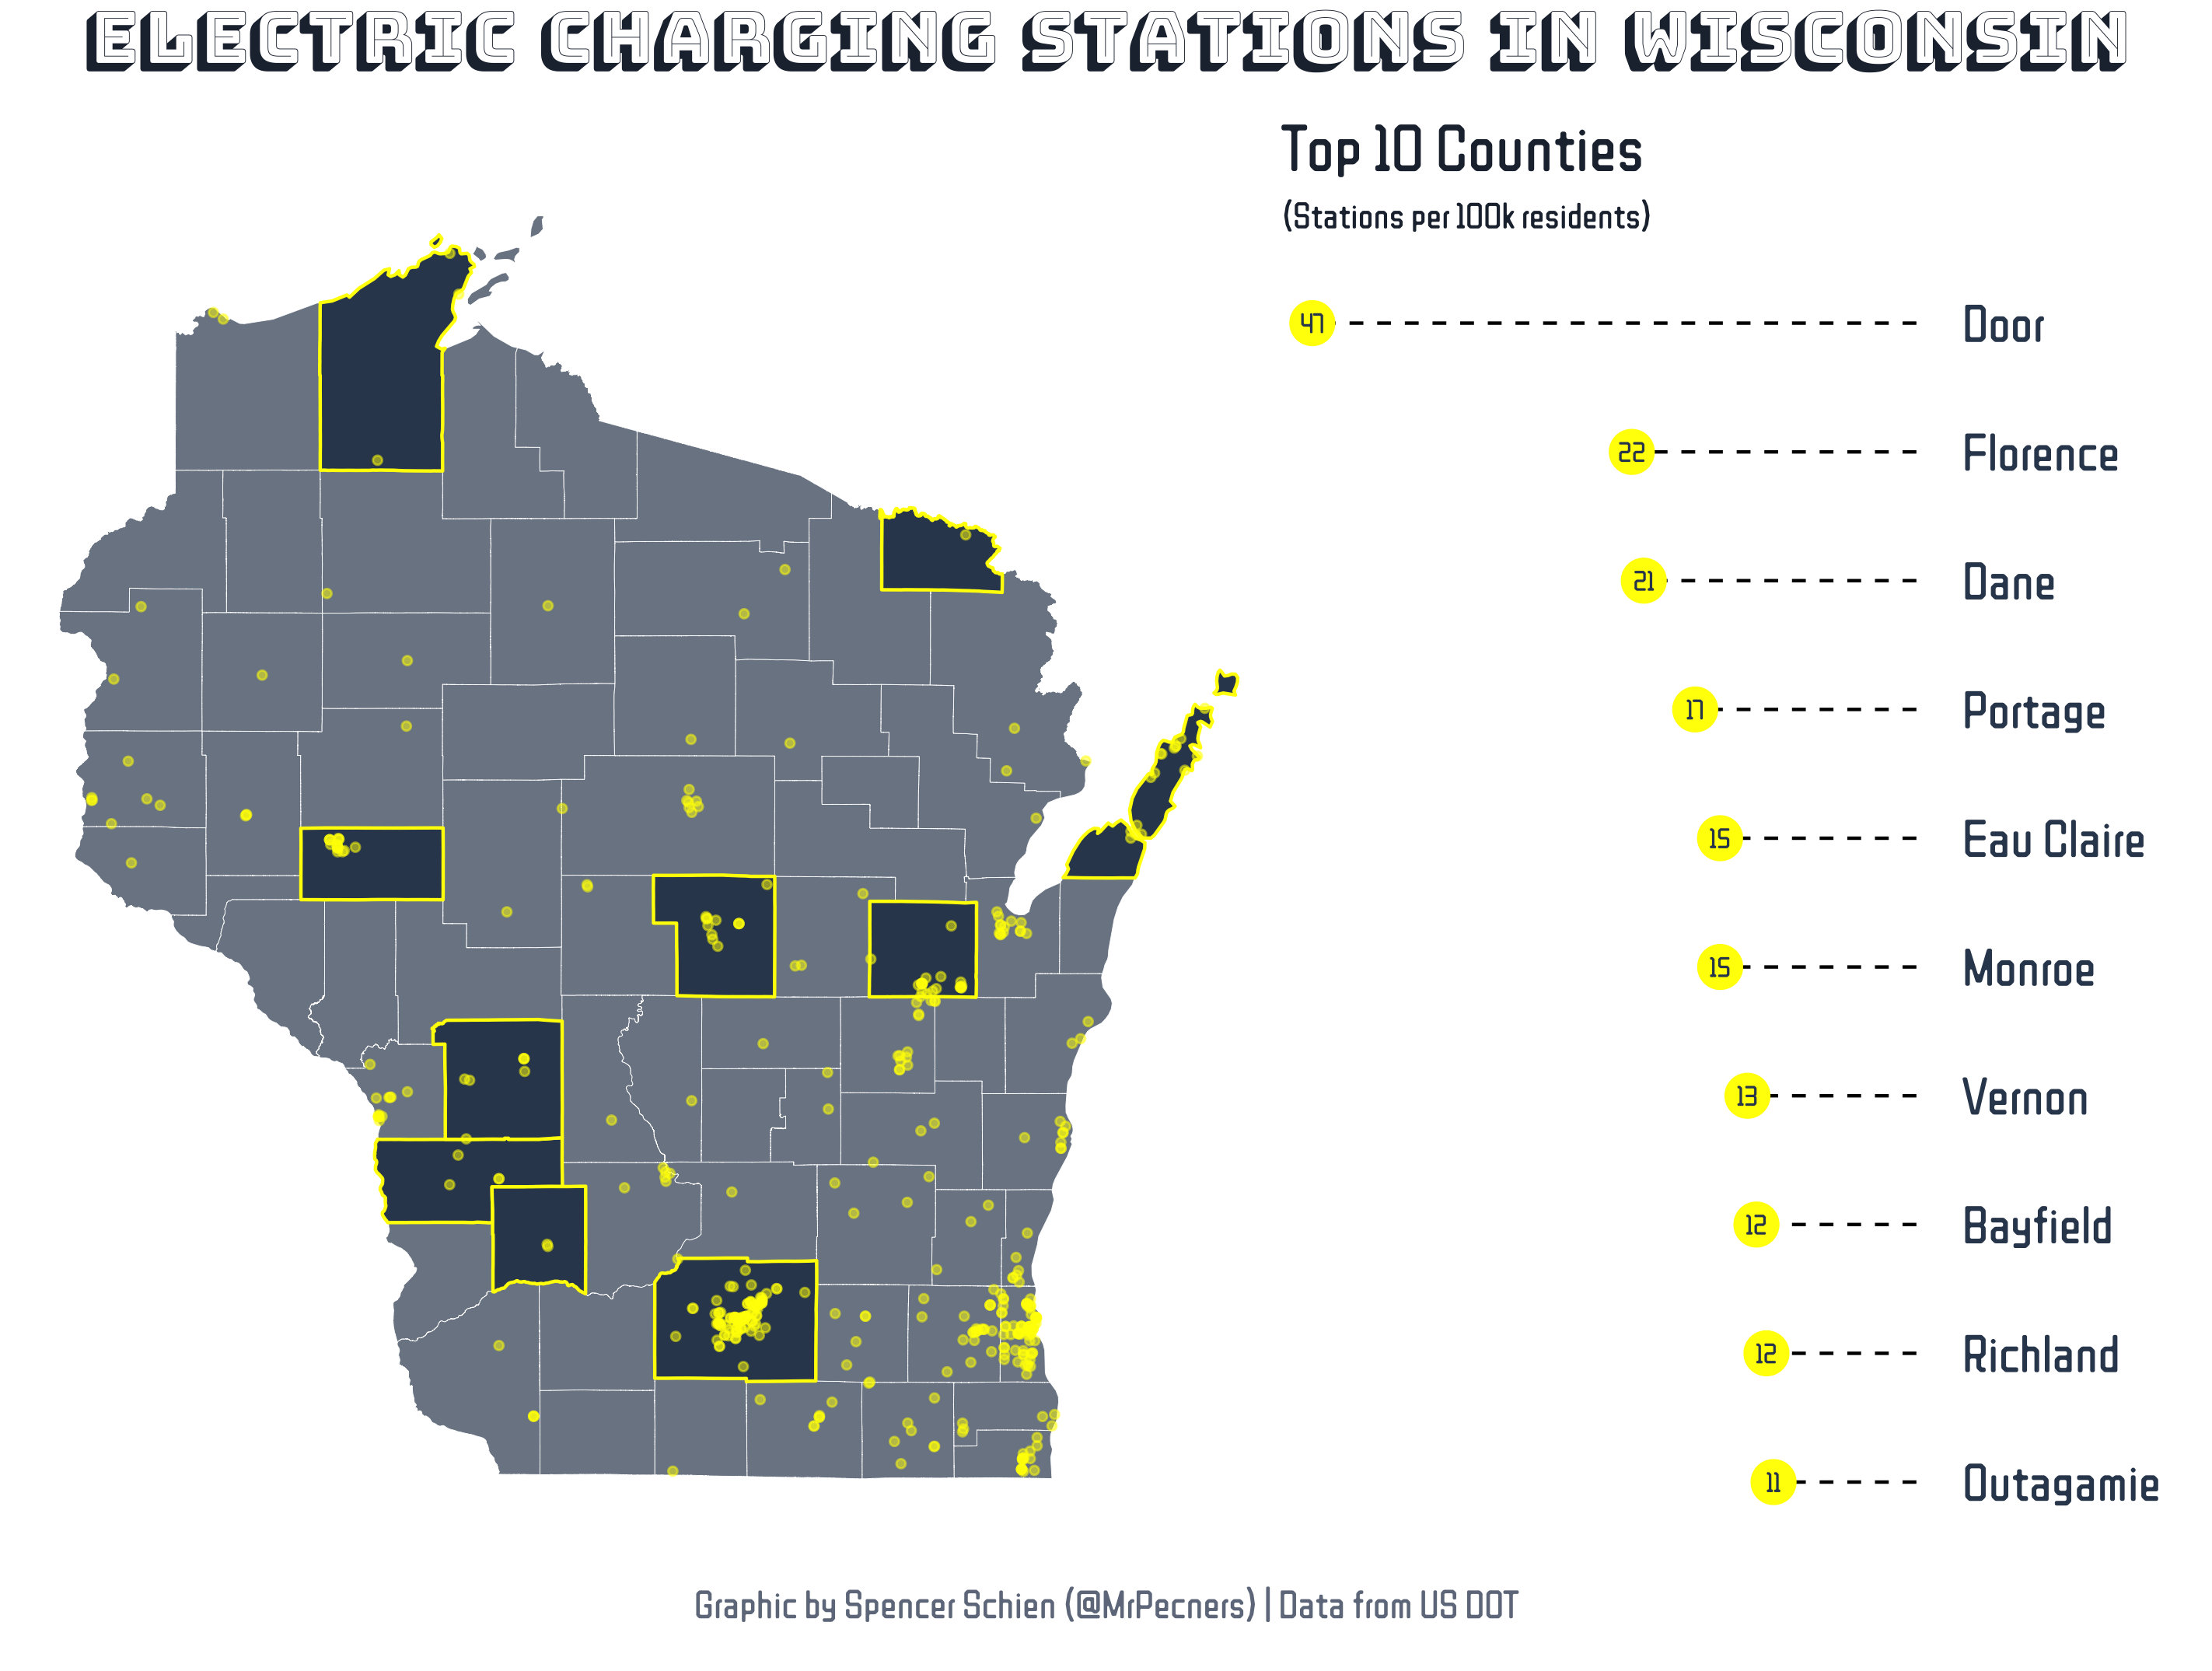 ELECTRIC CHARGING STATIONS IN WISCONSIN
Top 10 Counties
(Stations per 100k residents)
47 Door
22 Florence
21 Dane
17 Portage
15 Eau Claire
15 Monroe
13 Vernon
12 Bayfield
12 Richland
11 Outagamie
Graphic by Spencer Schien (@MrPecners) | Data from US DOT